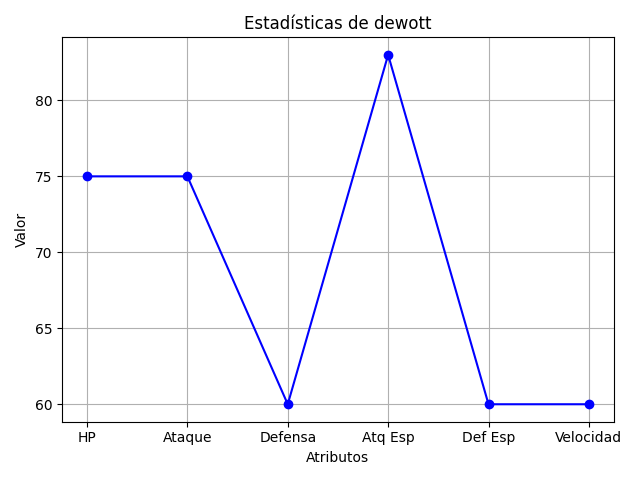 Estadísticas de dewott
Valor
80
75
70
65
60
HP Ataque Defensa Atq Esp Def Esp Velocidad
Atributos